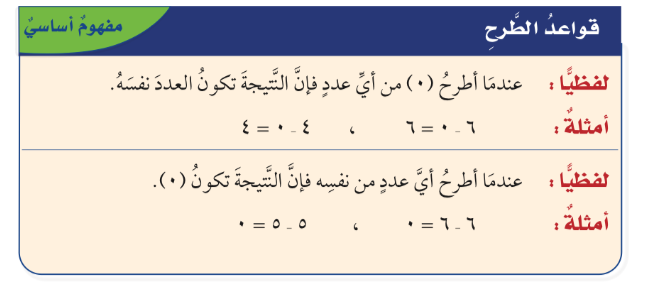 قواعدُ الطَّرحِ
مفهومٌ أساسيٌ
لفظيًّا : عندمَا أطرحُ (٠) من أيِّ عددٍ فإنَّ النَّتيجةَ تكونُ العددَ نفسَهُ.
أمثلةٌ : ٦ - ٠ = ٦ ، ٤ - ٠ = ٤
لفظيًّا : عندمَا أطرحُ أيَّ عددٍ من نفسِه فإنَّ النَّتيجةَ تكونُ (٠).
أمثلةٌ : ٦ - ٦ = ٠ ، ٥ - ٥ = ٠